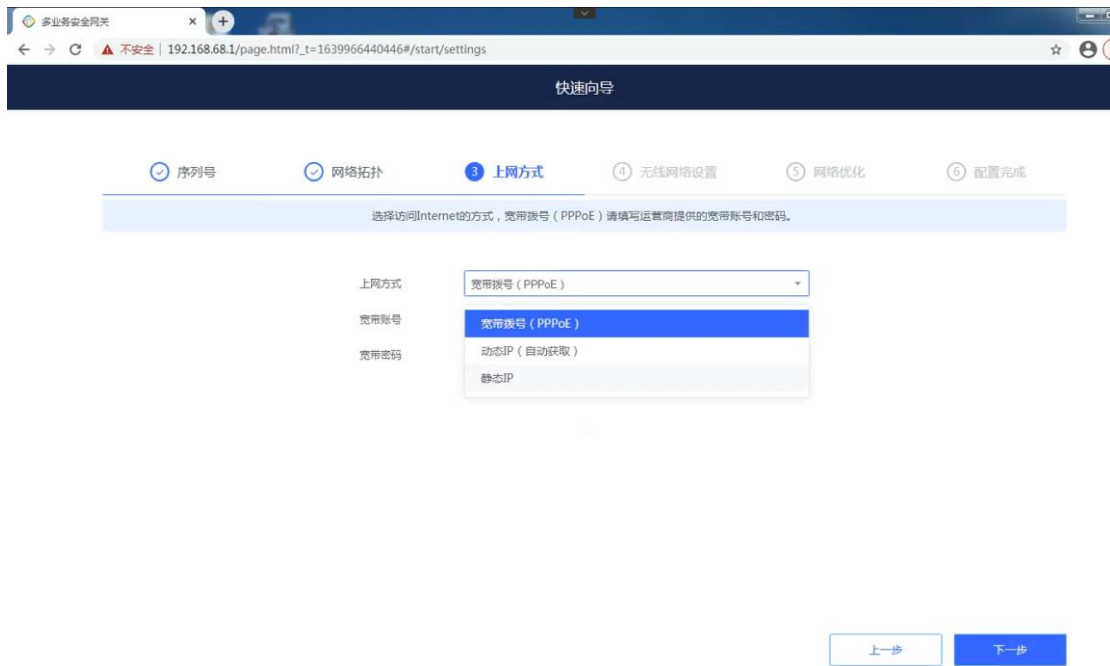 多业务安全网关
不安全 | 192.168.68.1/page.html?_t=1639966440446#/start/settings
快速向导
序列号 网络拓扑 3 上网方式 4 无线网络设置 5 网络优化 6 配置完成
选择访问Internet的方式，宽带拨号（PPPoE）请填写运营商提供的宽带账号和密码。
上网方式 宽带拨号（PPPoE）
宽带账号 宽带拨号（PPPoE）
动态IP（自动获取）
宽带密码
静态IP
上一步 下一步